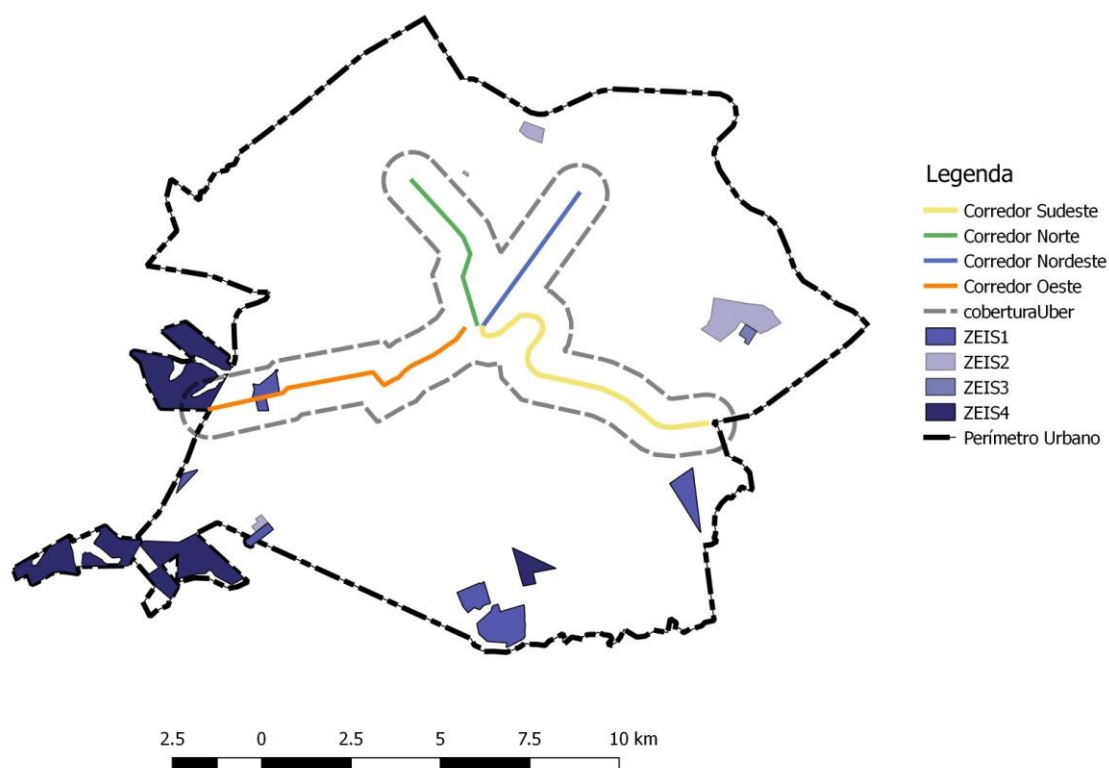 Legenda
Corredor Sudeste
Corredor Norte
Corredor Nordeste
Corredor Oeste
coberturaUber
ZEIS1
ZEIS2
ZEIS3
ZEIS4
Perímetro Urbano
2.5 0 2.5 5 7.5 10 km